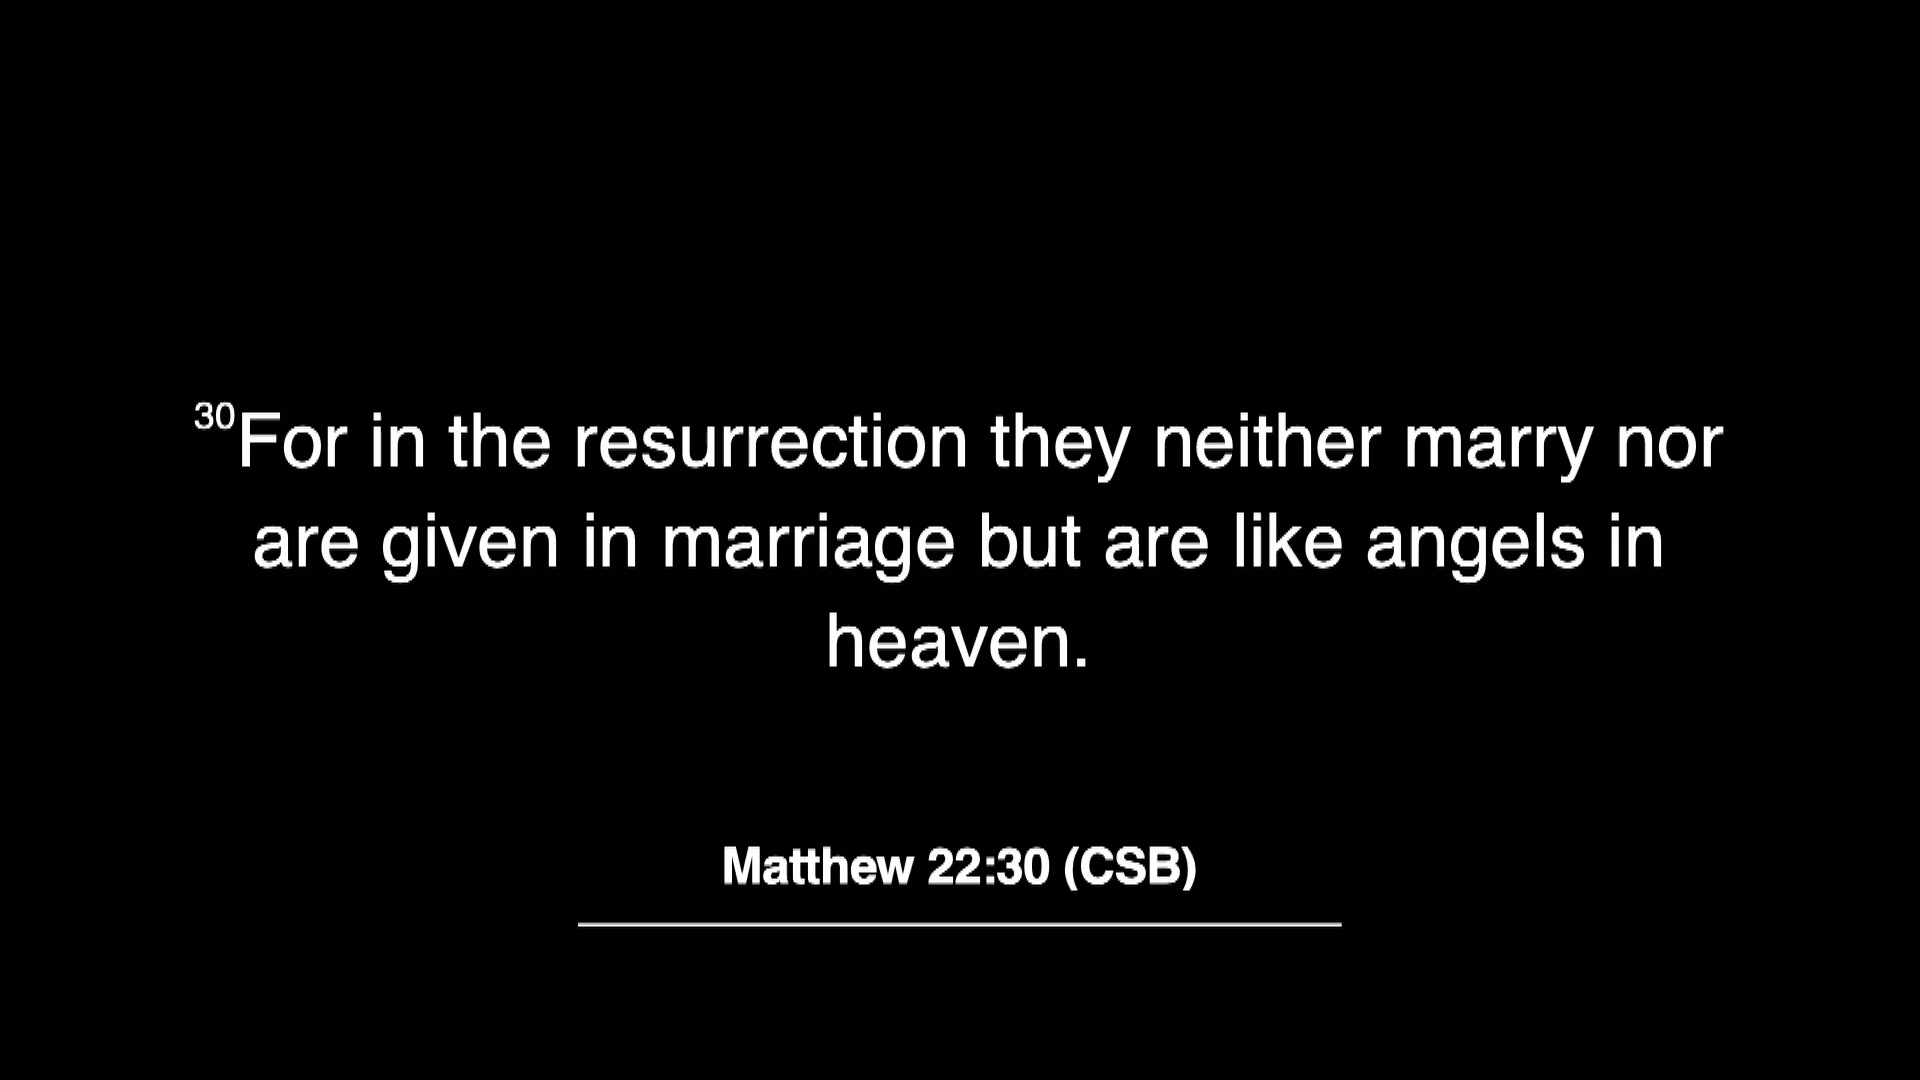 30For in the resurrection they neither marry nor
are given in marriage but are like angels in
heaven.
Matthew 22:30 (CSB)